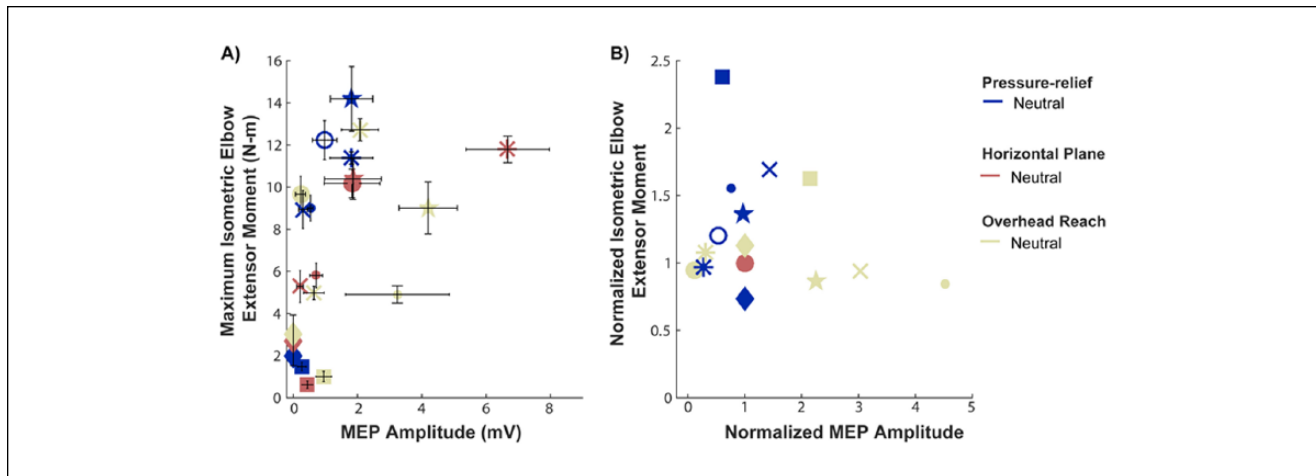 A)
Maximum Isometric Elbow
Extensor Moment (N-m)
16
14
12
10
8
6
4
2
0
0 2 4 6 8
MEP Amplitude (mV)
B)
Normalized Isometric Elbow
Extensor Moment
2.5
2
1.5
1
0.5
0
0 1 2 3 4 5
Normalized MEP Amplitude
Pressure-relief
Neutral
Horizontal Plane
Neutral
Overhead Reach
Neutral